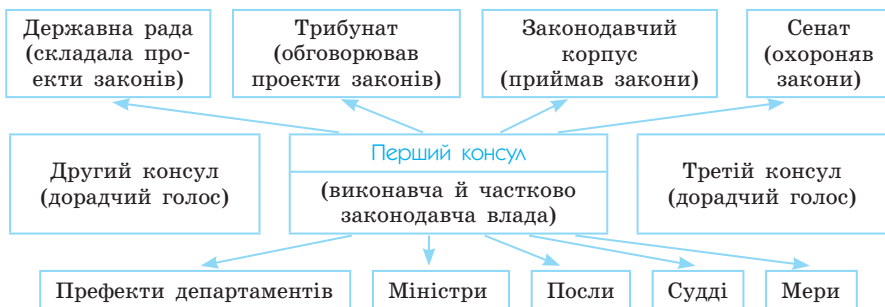 Державна рада
(складала про-
екти законів)
Трибунат
(обговорював
проекти законів)
Законодавчий
корпус
(приймав закони)
Сенат
(охороняв
закони)
Другий консул
(дорадчий голос)
Перший консул
(виконавча й частково
законодавча влада)
Третій консул
(дорадчий голос)
Префекти департаментів
Міністри
Посли
Судді
Мери